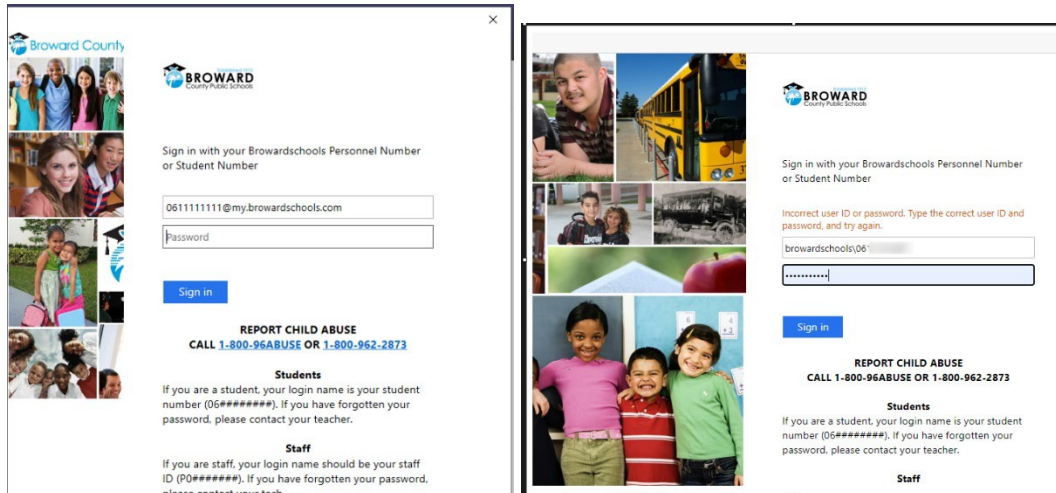 Broward County
BROWARD
County Public Schools
Sign in with your Browardschools Personnel Number
or Student Number
0611111111@my.browardschools.com
Password
Sign in
REPORT CHILD ABUSE
CALL 1-800-96ABUSE OR 1-800-962-2873
Students
If you are a student, your login name is your student
number (06########). If you have forgotten your
password, please contact your teacher.
Staff
If you are staff, your login name should be your staff
ID (P0#######). If you have forgotten your password,
please contact your tech
BROWARD
County Public Schools
Sign in with your Browardschools Personnel Number
or Student Number
Incorrect user ID or password. Type the correct user ID and
password, and try again.
browardschools\06
Sign in
REPORT CHILD ABUSE
CALL 1-800-96ABUSE OR 1-800-962-2873
Students
If you are a student, your login name is your student
number (06########). If you have forgotten your
password, please contact your teacher.
Staff